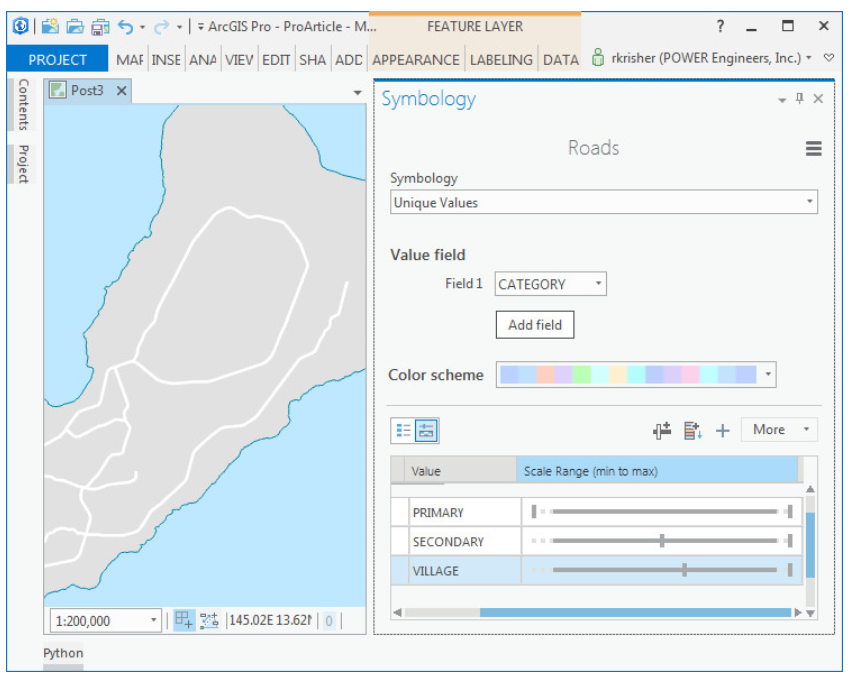 ArcGIS Pro - ProArticle - M... FEATURE LAYER ?
PROJECT MAF INSE ANA VIEV EDIT SHA ADD APPEARANCE LABELING DATA rkrisher (POWER Engineers, Inc.)
Contents
Project
Post3
Symbology
Roads
Symbology
Unique Values
Value field
Field 1 CATEGORY
Add field
Color scheme
More
Value Scale Range (min to max)
PRIMARY
SECONDARY
VILLAGE
1:200,000 145.02E 13.62N 0
Python